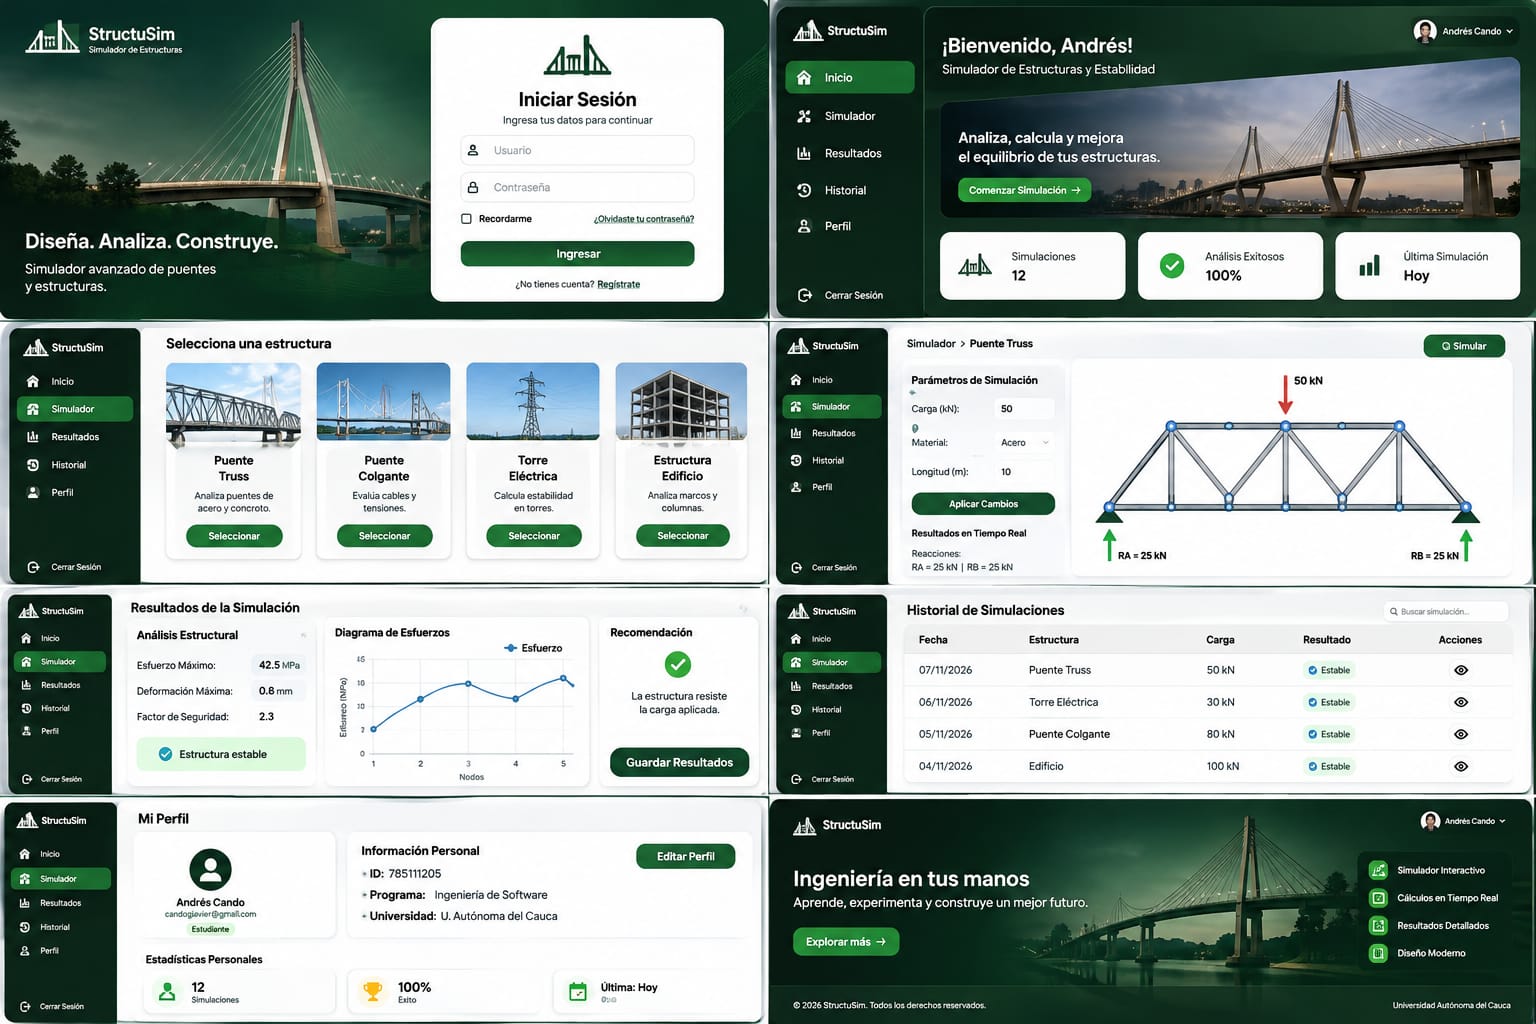 StructuSim
Simulador de Estructuras
Diseña. Analiza. Construye.
Simulador avanzado de puentes
y estructuras.
Iniciar Sesión
Ingresa tus datos para continuar
Usuario
Contraseña
Recordarme
¿Olvidaste tu contraseñá?
Ingresar
¿No tienes cuenta? Regístrate
StructuSim
Inicio
Simulador
Resultados
Historial
Perfil
Cerrar Sesión
¡Bienvenido, Andrés!
Simulador de Estructuras y Estabilidad
Andrés Cando
Analiza, calcula y mejora
el equilibrio de tus estructuras.
Comenzar Simulación →
Simulaciones
12
Análisis Exitosos
100%
Última Simulación
Hoy
StructuSim
Inicio
Simulador
Resultados
Historial
Perfil
Cerrar Sesión
Selecciona una estructura
Puente
Truss
Analiza puentes de
acero y concroto.
Seleccionar
Puente
Colgante
Evalúa cables y
tensiones.
Seleccionar
Torre
Eléctrica
Calcula estabilidad
en torres.
Seleccionar
Estructura
Edificio
Analiza marcos y
columnas.
Seleccionar
StructuSim
Inicio
Simulador
Resultados
Historial
Perfil
Cerrar Sesión
Simulador > Puente Truss
Simular
Parámetros de Simulación
Carga (kN): 50
Material: Acero
Longitud (m): 10
Aplicar Cambios
Resultados en Tiempo Real
Reacciones:
RA = 25 kN | RB = 25 kN
50 kN
RA = 25 kN
RB = 25 kN
StructuSim
Inicio
Simulador
Resultados
Historial
Perfil
Cerrar Sesión
Resultados de la Simulación
Análisis Estructural
Esfuerzo Máximo: 42.5 MPa
Deformación Máxima: 0.6 mm
Factor de Seguridad: 2.3
Estructura estable
Diagrama de Esfuerzos
Esfuerzo
10
10
2
0
1 2 3 4 5
Nodos
Recomendación
La estructura resiste
la carga aplicada.
Guardar Resultados
StructuSim
Inicio
Simulador
Resultados
Historial
Perfil
Cerrar Sesión
Historial de Simulaciones
Buscar simulación...
Fecha Estructura Carga Resultado Acciones
07/11/2026 Puente Truss 50 kN Estable
06/11/2026 Torre Eléctrica 30 kN Estable
05/11/2026 Puente Colgante 80 kN Estable
04/11/2026 Edificio 100 kN Estable
StructuSim
Inicio
Simulador
Resultados
Historial
Perfil
Cerrar Sesión
Mi Perfil
Andrés Cando
candogjavier@gmail.com
Estudiante
Información Personal
Editar Perfil
ID: 785111205
Programa: Ingeniería de Software
Universidad: U. Autónoma del Cauca
Estadísticas Personales
12
Simulaciones
100%
Exito
Última: Hoy
StructuSim
Andrés Cando
Ingeniería en tus manos
Aprende, experimenta y construye un mejor futuro.
Explorar más →
Simulador Interactivo
Cálculos en Tiempo Real
Resultados Detallados
Diseño Moderno
© 2026 StructuSim. Todos los derechos reservados.
Universidad Autónoma del Cauca